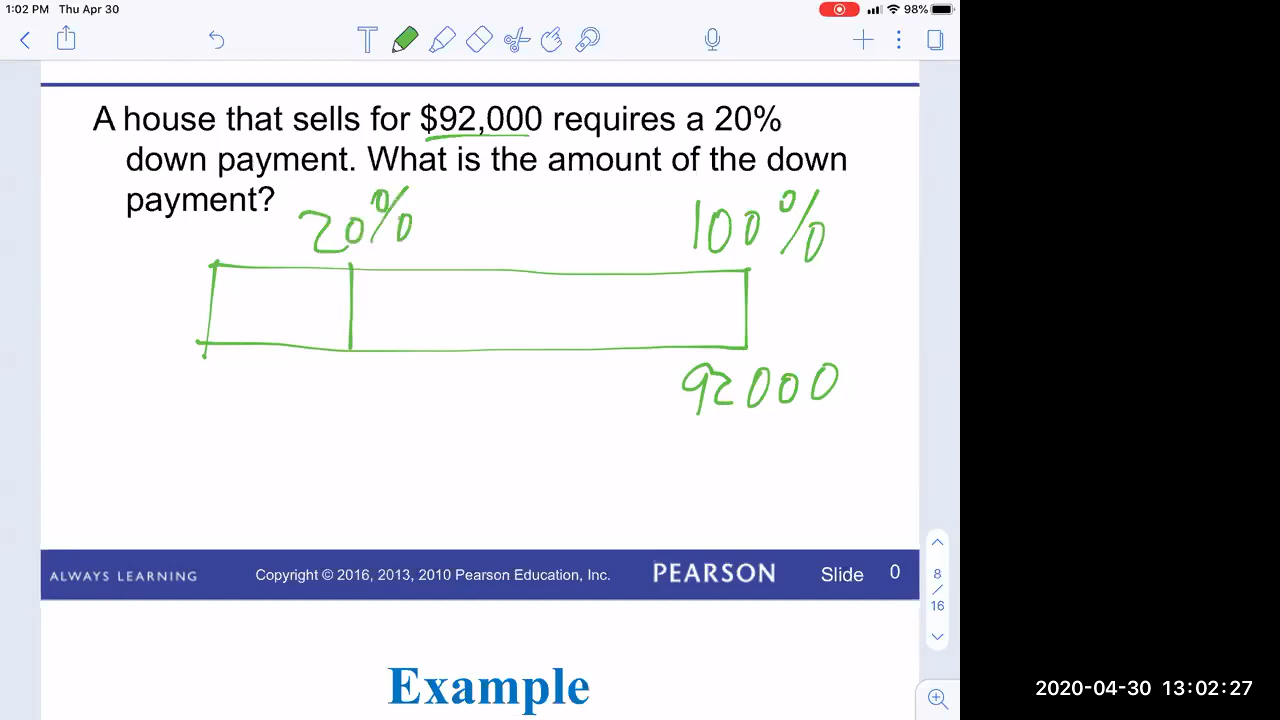 1:02 PM Thu Apr 30
98%
T
A house that sells for $92,000 requires a 20%
down payment. What is the amount of the down
payment?
20%
100%
92000
ALWAYS LEARNING
Copyright © 2016, 2013, 2010 Pearson Education, Inc.
PEARSON
Slide 0
8
/
16
Example
2020-04-30 13:02:27